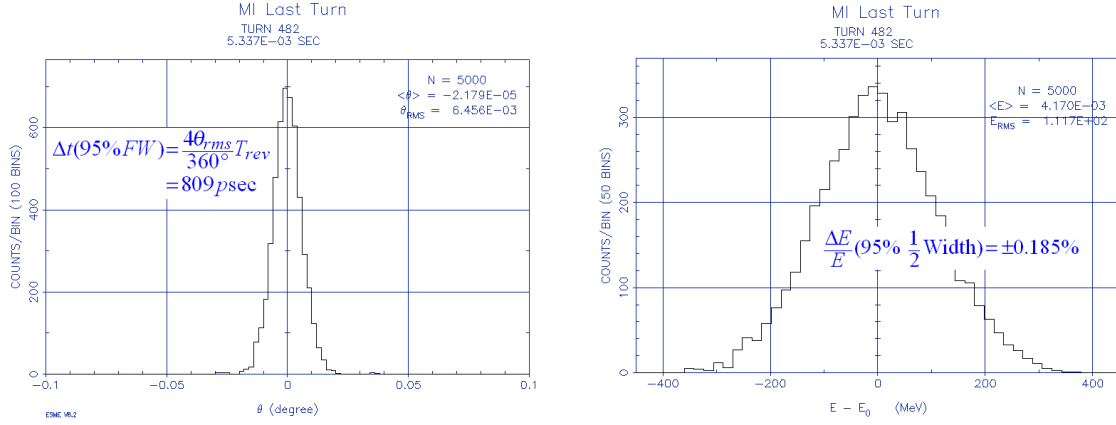 MI Last Turn
TURN 482
5.337E-03 SEC
N = 5000
<θ> = -2.179E-05
θRMS = 6.456E-03
Δt(95%FW)=4θrms/360° Trev
=809psec
COUNTS/BIN (100 BINS)
600
400
200
0
-0.1
-0.05
0
0.05
0.1
θ (degree)
ESME V8.2
MI Last Turn
TURN 482
5.337E-03 SEC
N = 5000
<E> = 4.170E-03
ERMS = 1.117E+02
ΔE/E(95% 1/2 Width)=±0.185%
COUNTS/BIN (50 BINS)
300
200
100
0
-400
-200
0
200
400
E - E0 (MeV)